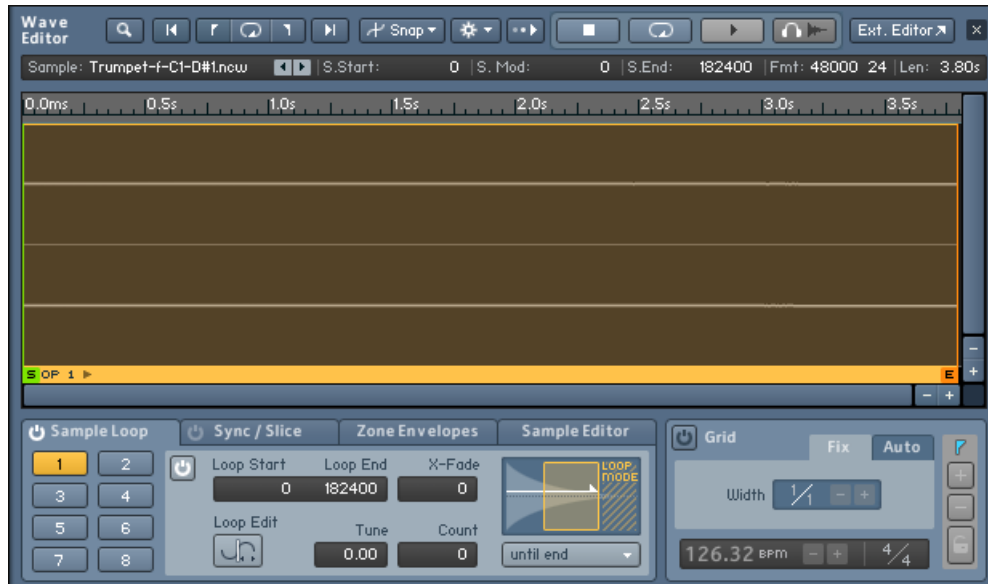 Wave Editor Snap Ext. Editor
Sample: Trumpet-f-C1-D#1.ncw S.Start: 0 S. Mod: 0 S.End: 182400 Fmt: 48000 24 Len: 3.80s
0.0ms 0.5s 1.0s 1.5s 2.0s 2.5s 3.0s 3.5s
S OP 1 E
Sample Loop Sync / Slice Zone Envelopes Sample Editor Grid Fix Auto
1 2 Loop Start Loop End X-Fade LOOP MODE
3 4 0 182400 0 Width 1/1
5 6 Loop Edit Tune Count
7 8 0.00 0 until end 126.32 BPM 4/4